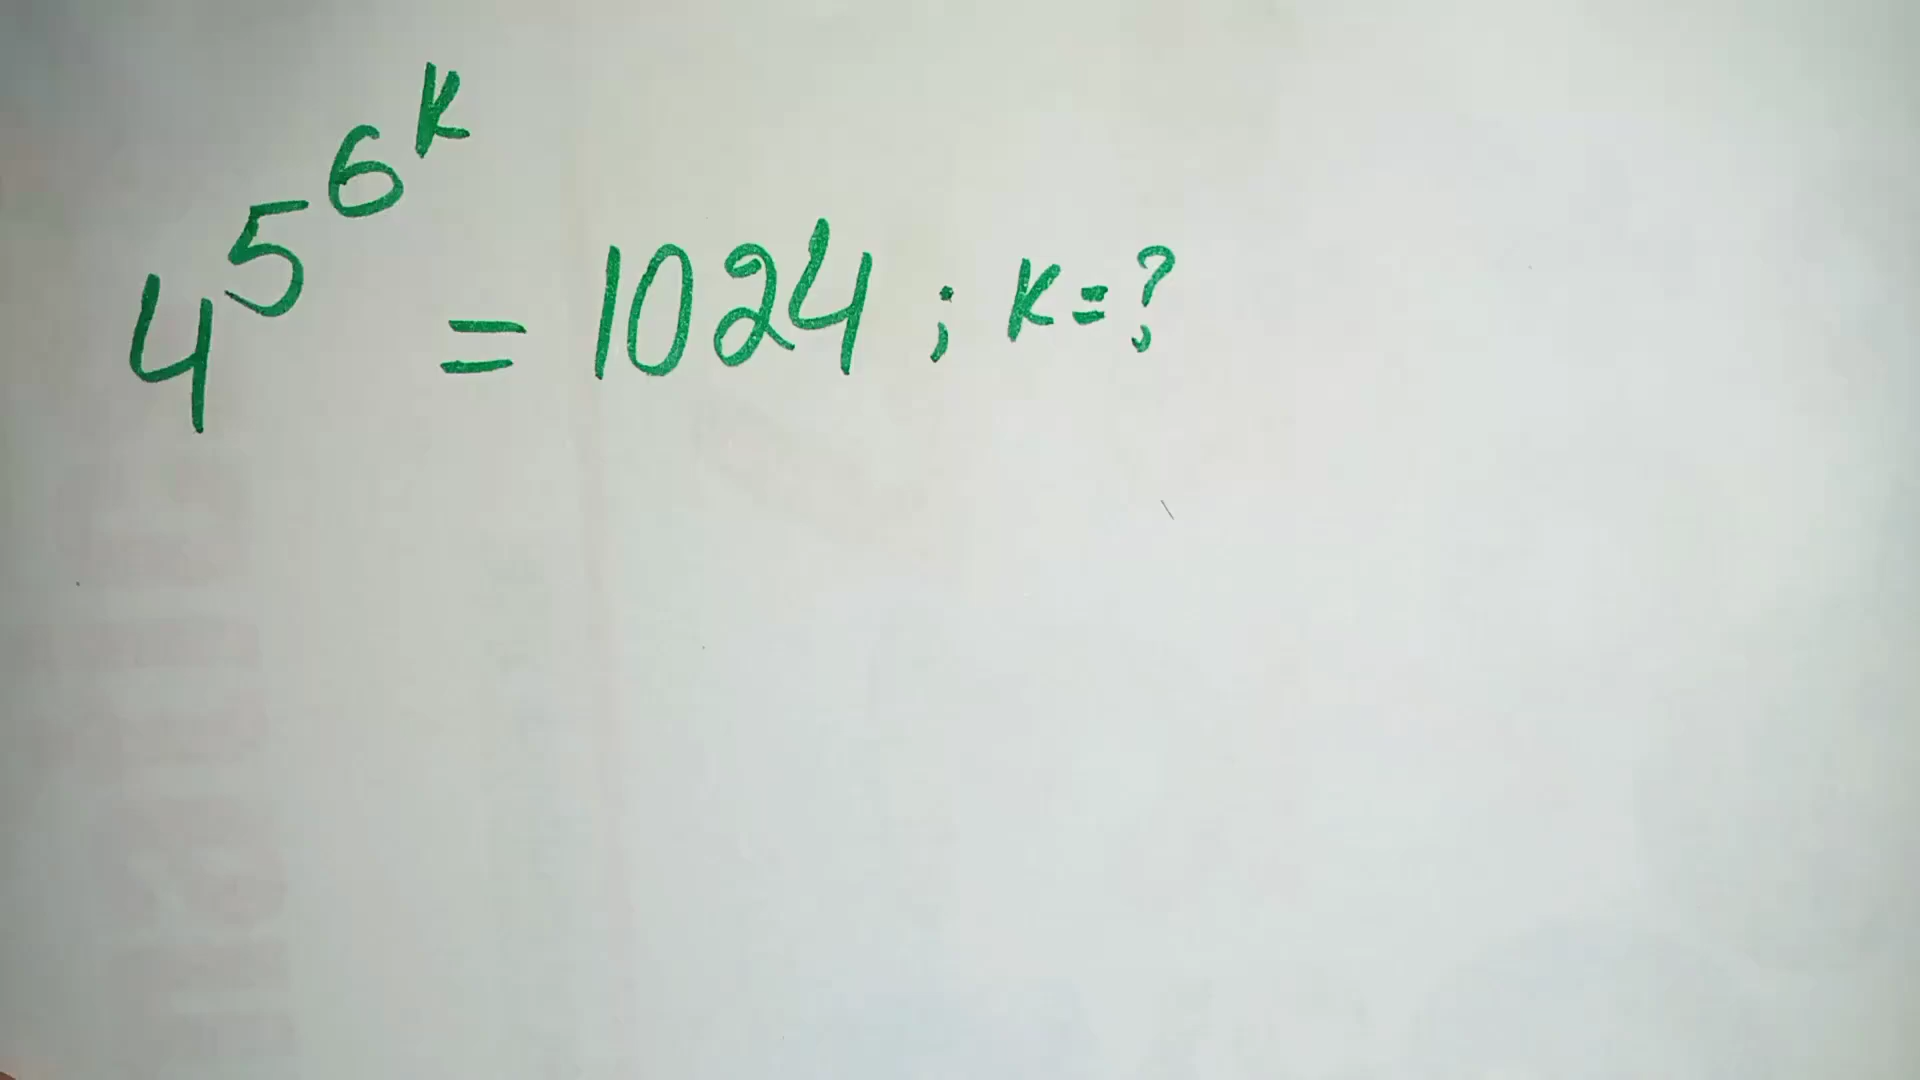 4^5^6^k = 1024 ; k = ?